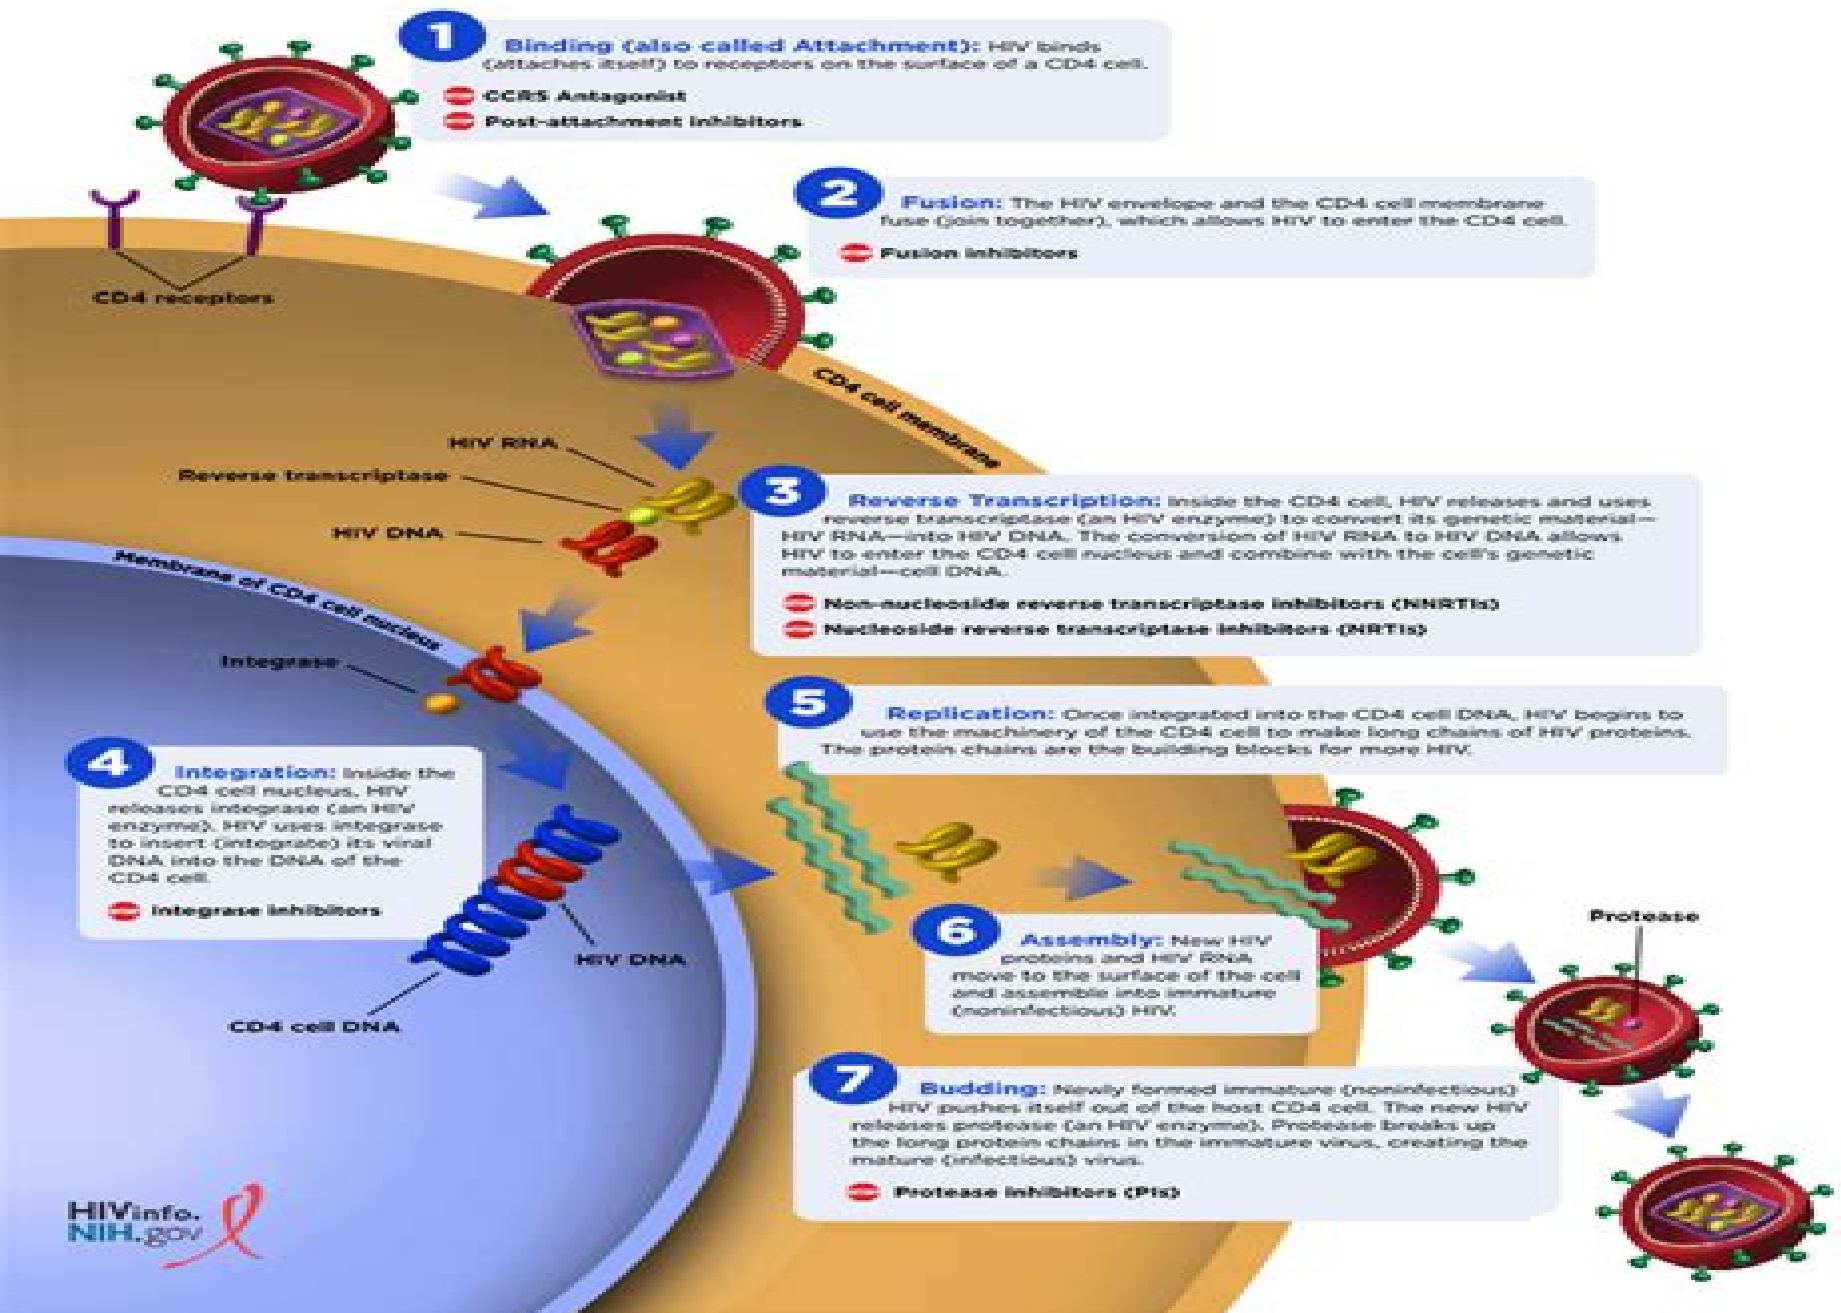 1
Binding (also called Attachment): HIV binds
(attaches itself) to receptors on the surface of a CD4 cell.
CCR5 Antagonist
Post-attachment inhibitors
2
Fusion: The HIV envelope and the CD4 cell membrane
fuse (join together), which allows HIV to enter the CD4 cell.
Fusion inhibitors
CD4 receptors
CD4 cell membrane
HIV RNA
Reverse transcriptase
HIV DNA
3
Reverse Transcription: Inside the CD4 cell, HIV releases and uses
reverse transcriptase (an HIV enzyme) to convert its genetic material—
HIV RNA—into HIV DNA. The conversion of HIV RNA to HIV DNA allows
HIV to enter the CD4 cell nucleus and combine with the cell's genetic
material—cell DNA.
Non-nucleoside reverse transcriptase inhibitors (NNRTIs)
Nucleoside reverse transcriptase inhibitors (NRTIs)
Membrane of CD4 cell nucleus
Integrase
4
Integration: Inside the
CD4 cell nucleus, HIV
releases integrase (an HIV
enzyme). HIV uses integrase
to insert (integrate) its viral
DNA into the DNA of the
CD4 cell.
Integrase inhibitors
HIV DNA
CD4 cell DNA
5
Replication: Once integrated into the CD4 cell DNA, HIV begins to
use the machinery of the CD4 cell to make long chains of HIV proteins.
The protein chains are the building blocks for more HIV.
6
Assembly: New HIV
proteins and HIV RNA
move to the surface of the cell
and assemble into immature
(noninfectious) HIV.
Protease
7
Budding: Newly formed immature (noninfectious)
HIV pushes itself out of the host CD4 cell. The new HIV
releases protease (an HIV enzyme). Protease breaks up
the long protein chains in the immature virus, creating the
mature (infectious) virus.
Protease inhibitors (PIs)
HIVinfo.
NIH.gov